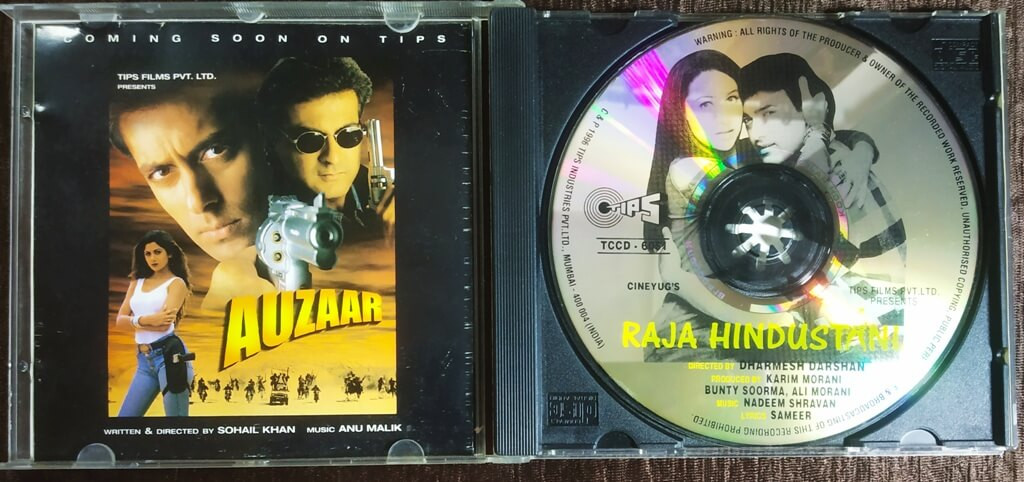 COMING SOON ON TIPS
TIPS FILMS PVT. LTD.
PRESENTS
AUZAAR
WRITTEN & DIRECTED BY SOHAIL KHAN MUSIC ANU MALIK
WARNING : ALL RIGHTS OF THE PRODUCER & OWNER OF THE RECORDED WORK RESERVED. UNAUTHORISED COPYING PUBLIC PERF
& BROADCASTING OF THIS RECORDING PROHIBITED.
C & P 1996 TIPS INDUSTRIES PVT.LTD., MUMBAI - 400 004 (INDIA)
TIPS
TCCD -
CINEYUG'S
TIPS FILMS PVT.LTD.
PRESENTS
RAJA HINDUSTANI
DIRECTED BY DHARMESH DARSHAN
PRODUCED BY KARIM MORANI
BUNTY SOORMA, ALI MORANI
MUSIC NADEEM SHRAVAN
LYRICS SAMEER